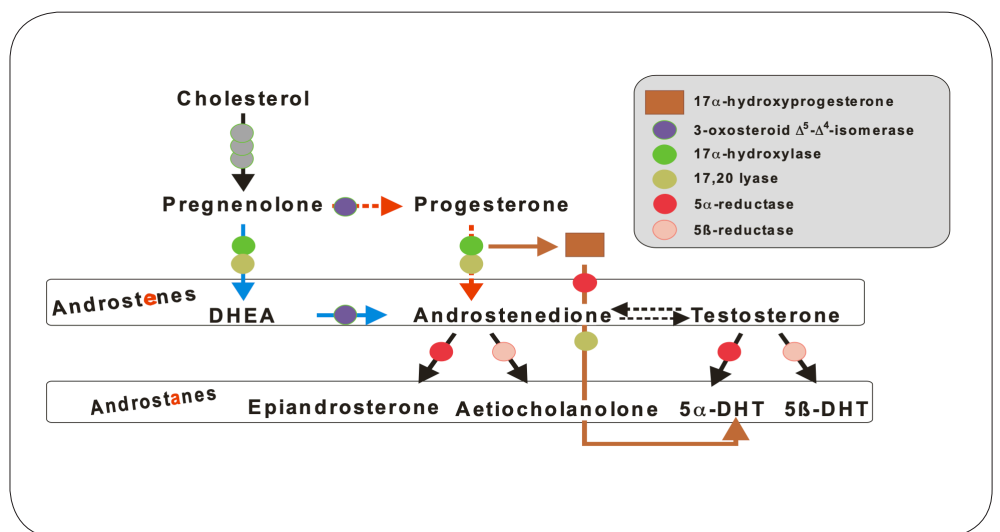 Cholesterol
17α-hydroxyprogesterone
3-oxosteroid Δ⁵-Δ⁴-isomerase
17α-hydroxylase
17,20 lyase
5α-reductase
5ß-reductase
Pregnenolone
Progesterone
Androstenes
DHEA
Androstenedione
Testosterone
Androstanes
Epiandrosterone
Aetiocholanolone
5α-DHT
5ß-DHT